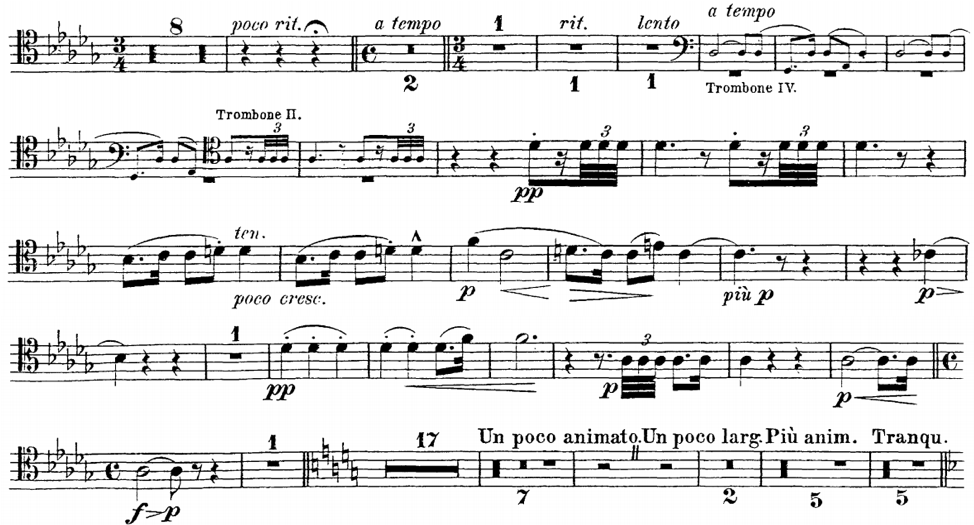 8 poco rit. a tempo 1 rit. lento a tempo
2 1 1 Trombone IV.
Trombone II.
3 3 3 3
pp
ten.
poco cresc. p più p p
1 3
pp p p
1 17 Un poco animato. Un poco larg. Più anim. Tranqu.
f p 7 2 5 5